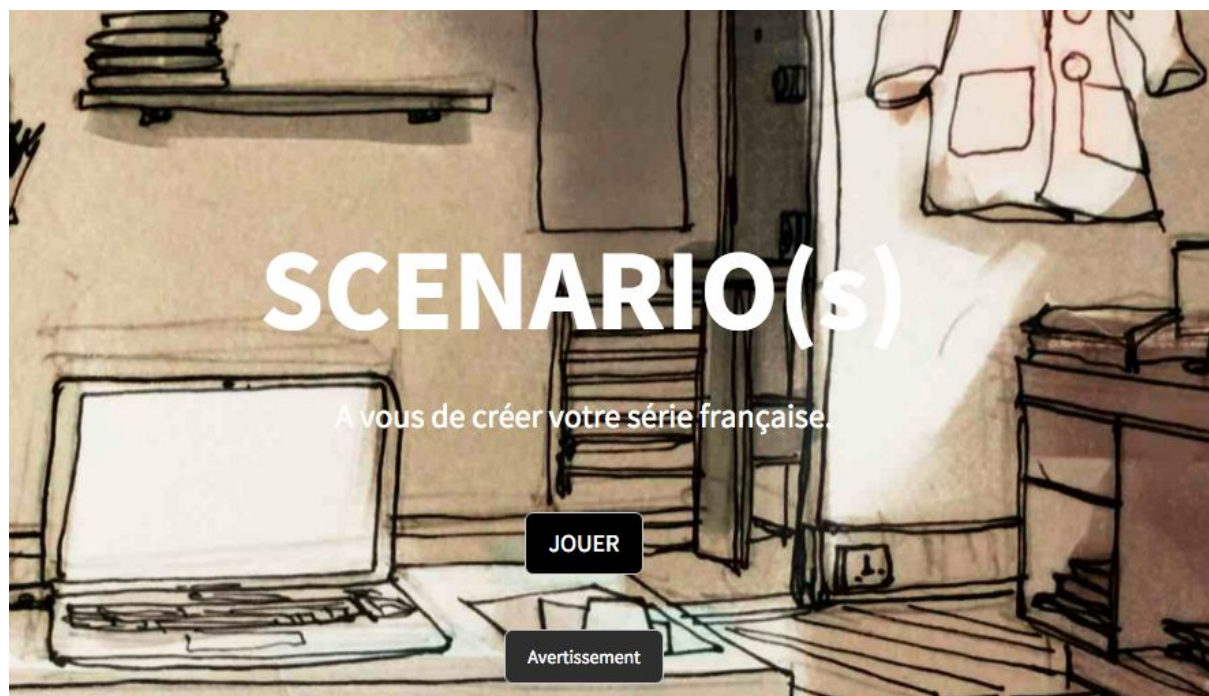 SCENARIO(s)
A vous de créer votre série française.
JOUER
Avertissement